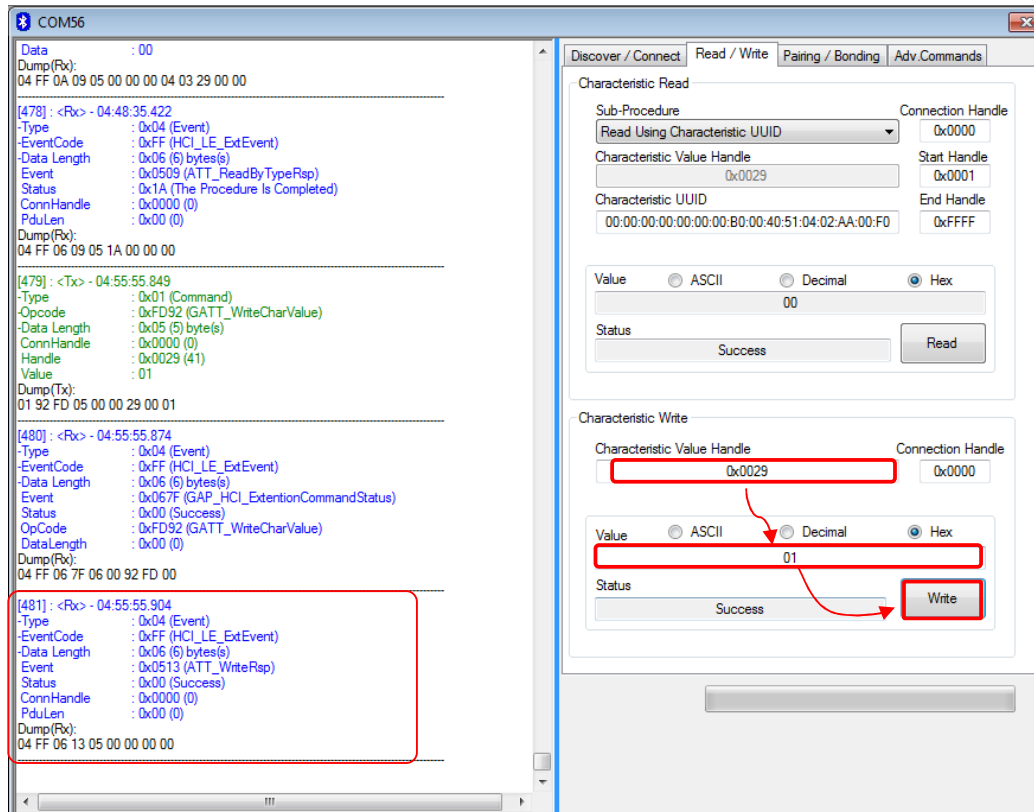 COM56
Data : 00
Dump(Rx):
04 FF 0A 09 05 00 00 00 04 03 29 00 00
[478] : <Rx> - 04:48:35.422
-Type : 0x04 (Event)
-EventCode : 0xFF (HCI_LE_ExtEvent)
-Data Length : 0x06 (6) bytes(s)
Event : 0x0509 (ATT_ReadByTypeRsp)
Status : 0x1A (The Procedure Is Completed)
ConnHandle : 0x0000 (0)
PduLen : 0x00 (0)
Dump(Rx):
04 FF 06 09 05 1A 00 00 00
[479] : <Tx> - 04:55:55.849
-Type : 0x01 (Command)
-Opcode : 0xFD92 (GATT_WriteCharValue)
-Data Length : 0x05 (5) byte(s)
ConnHandle : 0x0000 (0)
Handle : 0x0029 (41)
Value : 01
Dump(Tx):
01 92 FD 05 00 00 29 00 01
[480] : <Rx> - 04:55:55.874
-Type : 0x04 (Event)
-EventCode : 0xFF (HCI_LE_ExtEvent)
-Data Length : 0x06 (6) bytes(s)
Event : 0x067F (GAP_HCI_ExtentionCommandStatus)
Status : 0x00 (Success)
OpCode : 0xFD92 (GATT_WriteCharValue)
DataLength : 0x00 (0)
Dump(Rx):
04 FF 06 7F 06 00 92 FD 00
[481] : <Rx> - 04:55:55.904
-Type : 0x04 (Event)
-EventCode : 0xFF (HCI_LE_ExtEvent)
-Data Length : 0x06 (6) bytes(s)
Event : 0x0513 (ATT_WriteRsp)
Status : 0x00 (Success)
ConnHandle : 0x0000 (0)
PduLen : 0x00 (0)
Dump(Rx):
04 FF 06 13 05 00 00 00 00
Discover / Connect Read / Write Pairing / Bonding Adv.Commands
Characteristic Read
Sub-Procedure Connection Handle
Read Using Characteristic UUID 0x0000
Characteristic Value Handle Start Handle
0x0029 0x0001
Characteristic UUID End Handle
00:00:00:00:00:00:00:B0:00:40:51:04:02:AA:00:F0 0xFFFF
Value ASCII Decimal Hex
00
Status
Success Read
Characteristic Write
Characteristic Value Handle Connection Handle
0x0029 0x0000
Value ASCII Decimal Hex
01
Status
Success Write